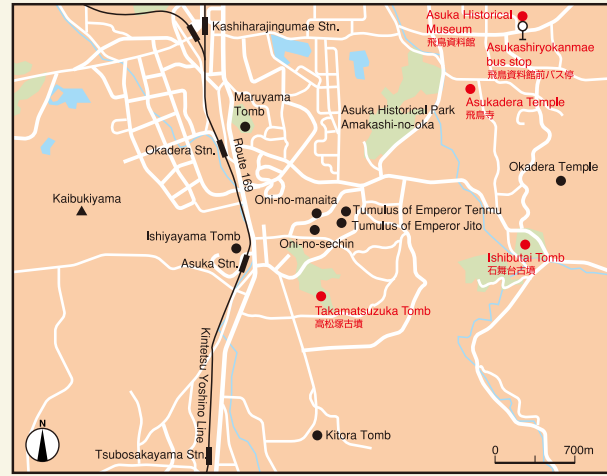 Kashiharajingumae Stn.
Asuka Historical
Museum
飛鳥資料館
Asukashiryokanmae
bus stop
飛鳥資料館前バス停
Maruyama
Tomb
Asuka Historical Park
Amakashi-no-oka
Asukadera Temple
飛鳥寺
Okadera Stn.
Route 169
Okadera Temple
Kaibukiyama
Oni-no-manaita
Tumulus of Emperor Tenmu
Tumulus of Emperor Jito
Oni-no-sechin
Ishiyayama Tomb
Asuka Stn.
Ishibutai Tomb
石舞台古墳
Takamatsuzuka Tomb
高松塚古墳
Kintetsu Yoshino Line
Kitora Tomb
Tsubosakayama Stn.
N
0 700m